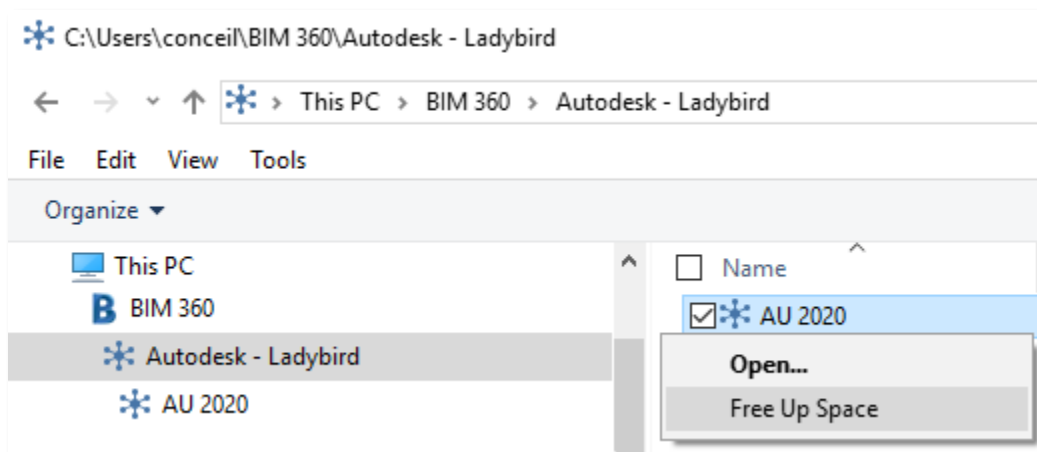 C:\Users\conceil\BIM 360\Autodesk - Ladybird
This PC > BIM 360 > Autodesk - Ladybird
File Edit View Tools
Organize
This PC
BIM 360
Autodesk - Ladybird
AU 2020
Name
AU 2020
Open...
Free Up Space